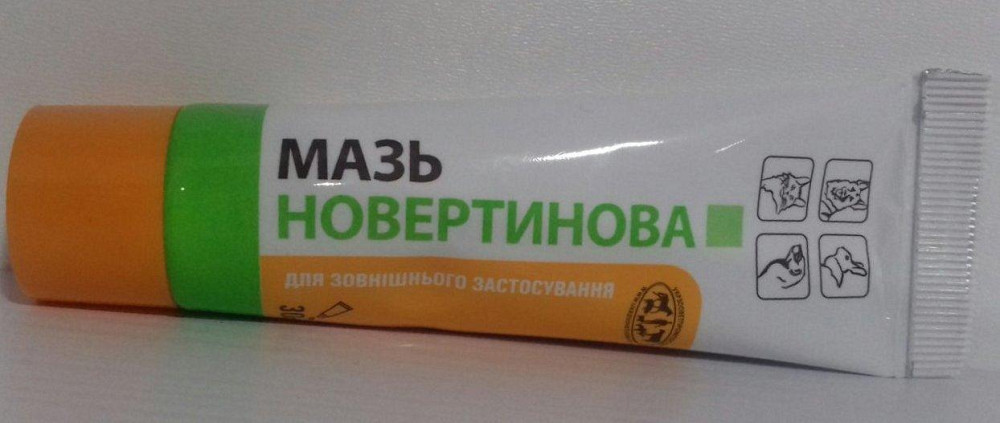 МАЗЬ
НОВЕРТИНОВА
ДЛЯ ЗОВНІШНЬОГО ЗАСТОСУВАННЯ